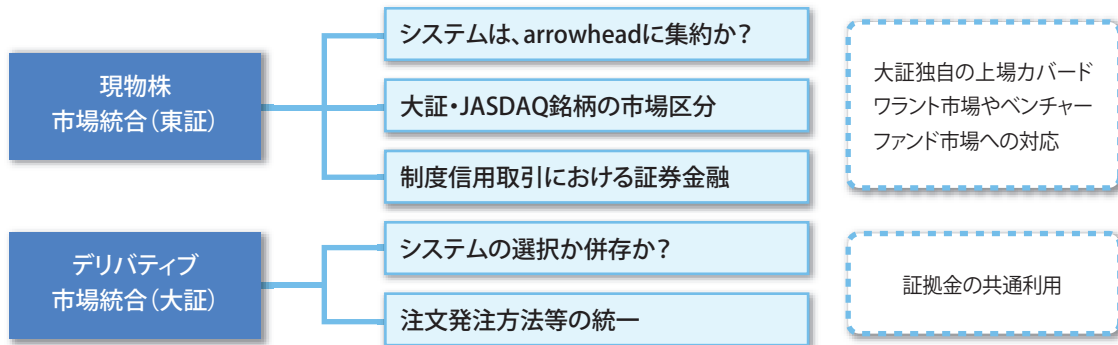 現物株
市場統合（東証）
システムは、arrowheadに集約か？
大証・JASDAQ銘柄の市場区分
制度信用取引における証券金融
大証独自の上場カバード
ワラント市場やベンチャー
ファンド市場への対応
デリバティブ
市場統合（大証）
システムの選択か併存か？
注文発注方法等の統一
証拠金の共通利用